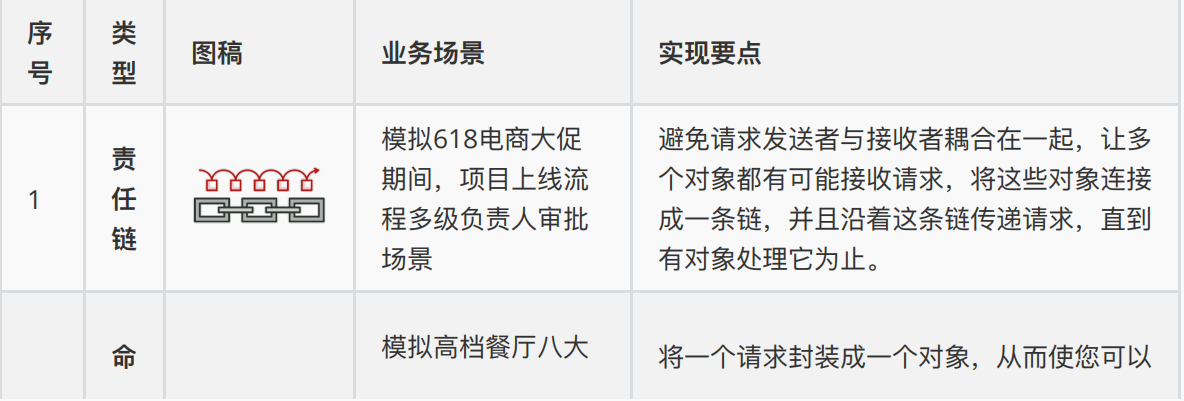 序号
类型
图稿
业务场景
实现要点
1
责任链
模拟618电商大促
期间，项目上线流
程多级负责人审批
场景
避免请求发送者与接收者耦合在一起，让多
个对象都有可能接收请求，将这些对象连接
成一条链，并且沿着这条链传递请求，直到
有对象处理它为止。
命
模拟高档餐厅八大
将一个请求封装成一个对象，从而使您可以